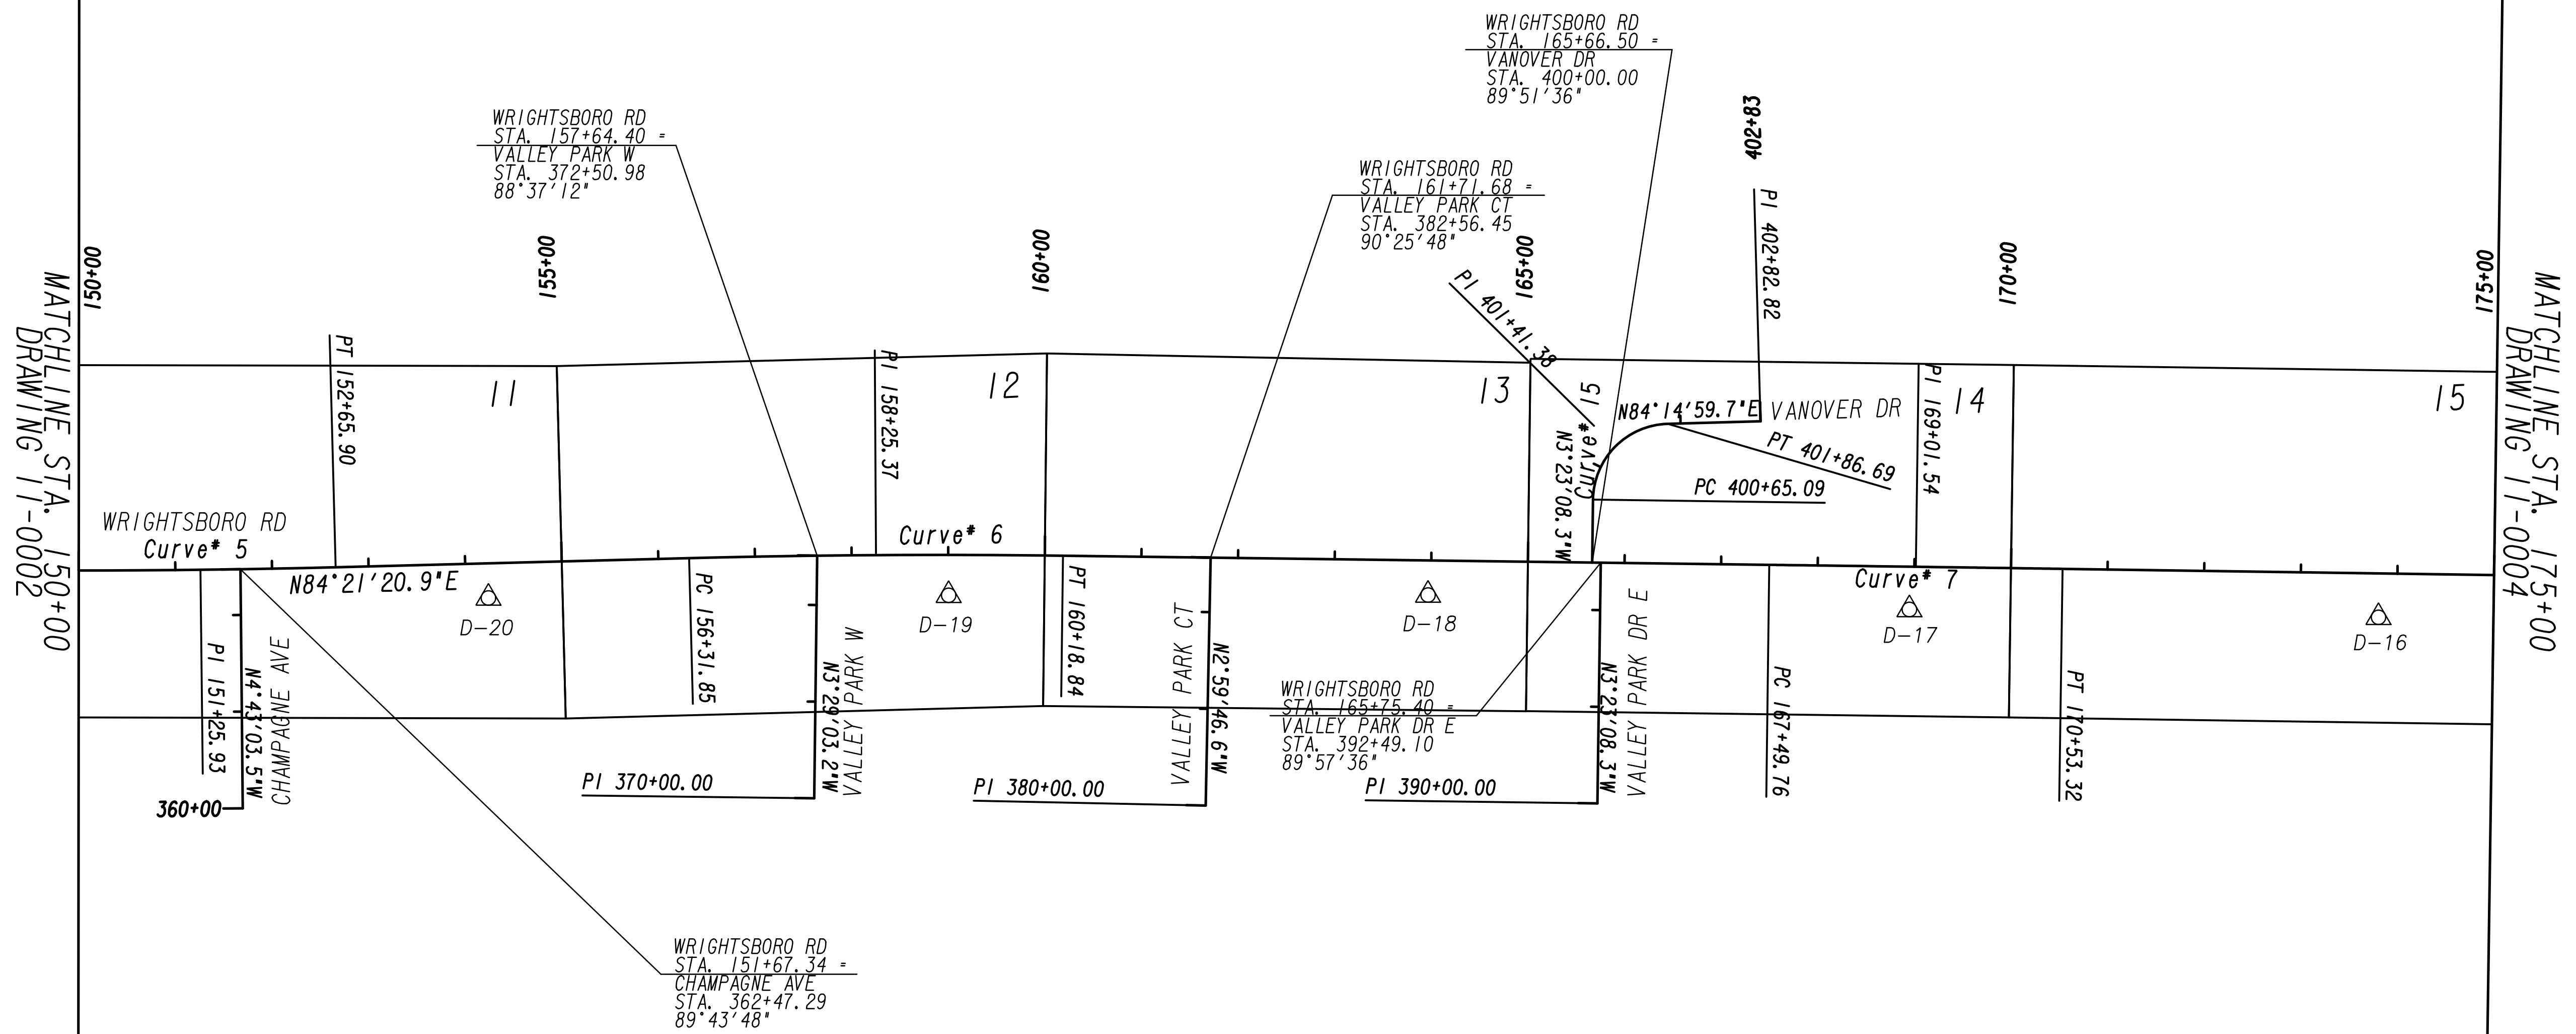 WRIGHTSBORO RD
STA. 165+66.50 =
VANOVER DR
STA. 400+00.00
89°51'36"
WRIGHTSBORO RD
STA. 157+64.40 =
VALLEY PARK W
STA. 372+50.98
88°37'12"
WRIGHTSBORO RD
STA. 161+71.68 =
VALLEY PARK CT
STA. 382+56.45
90°25'48"
402+83
PI 402+82.82
MATCHLINE STA. 150+00
DRAWING 11-0002
150+00
155+00
160+00
165+00
170+00
175+00
MATCHLINE STA. 175+00
DRAWING 11-0004
PI 401+41.38
PT 152+65.90
11
PI 158+25.37
12
13
Curve# 15
N3°23'08.3"W
N84°14'59.7"E
VANOVER DR
PT 401+86.69
PC 400+65.09
PI 169+01.54
14
15
WRIGHTSBORO RD
Curve# 5
N84°21'20.9"E
Curve# 6
Curve# 7
D-20
D-19
D-18
D-17
D-16
PI 151+25.93
N4°43'03.5"W
CHAMPAGNE AVE
360+00
PC 156+31.85
N3°29'03.2"W
VALLEY PARK W
PI 370+00.00
PT 160+18.84
VALLEY PARK CT
N2°59'46.6"W
PI 380+00.00
WRIGHTSBORO RD
STA. 165+75.40 =
VALLEY PARK DR E
STA. 392+49.10
89°57'36"
PI 390+00.00
N3°23'08.3"W
VALLEY PARK DR E
PC 167+49.76
PT 170+53.32
WRIGHTSBORO RD
STA. 151+67.34 =
CHAMPAGNE AVE
STA. 362+47.29
89°43'48"